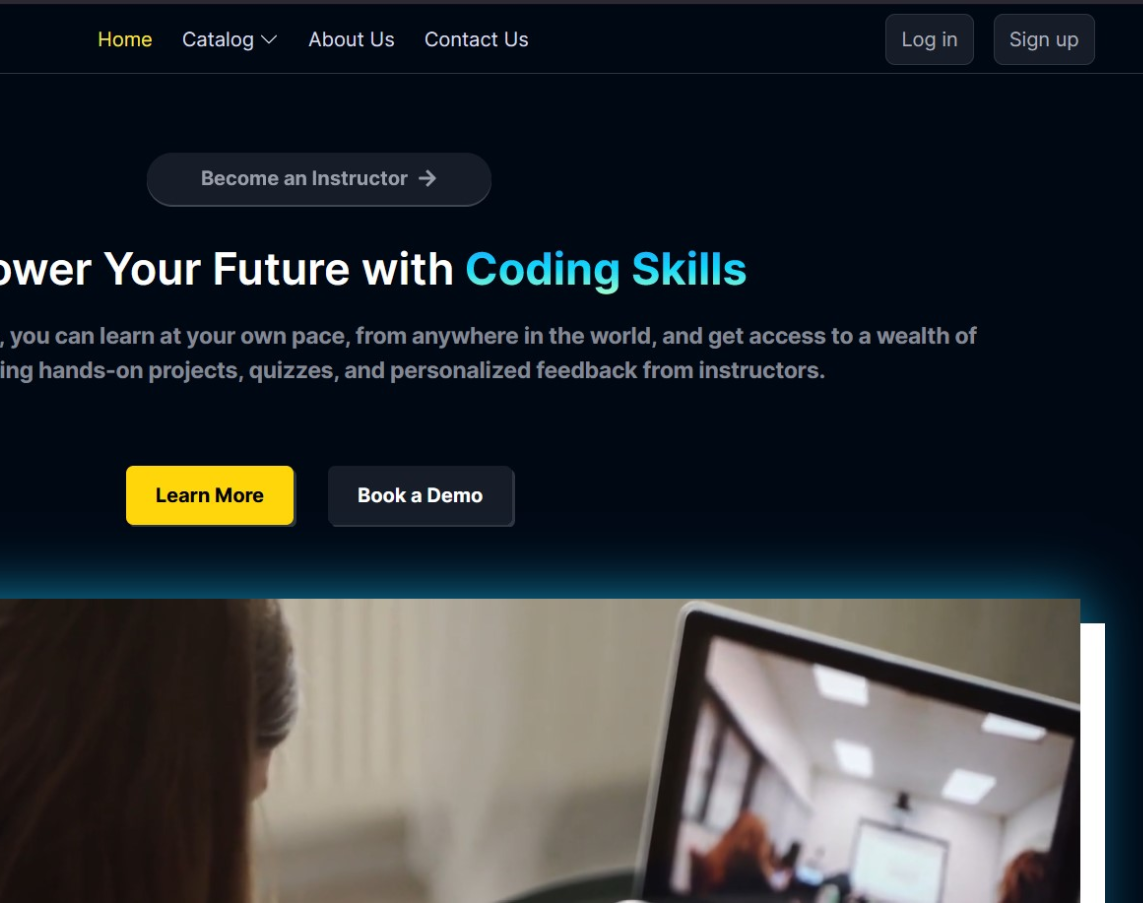 Home Catalog About Us Contact Us Log in Sign up
Become an Instructor →
ower Your Future with Coding Skills
, you can learn at your own pace, from anywhere in the world, and get access to a wealth of
ing hands-on projects, quizzes, and personalized feedback from instructors.
Learn More Book a Demo